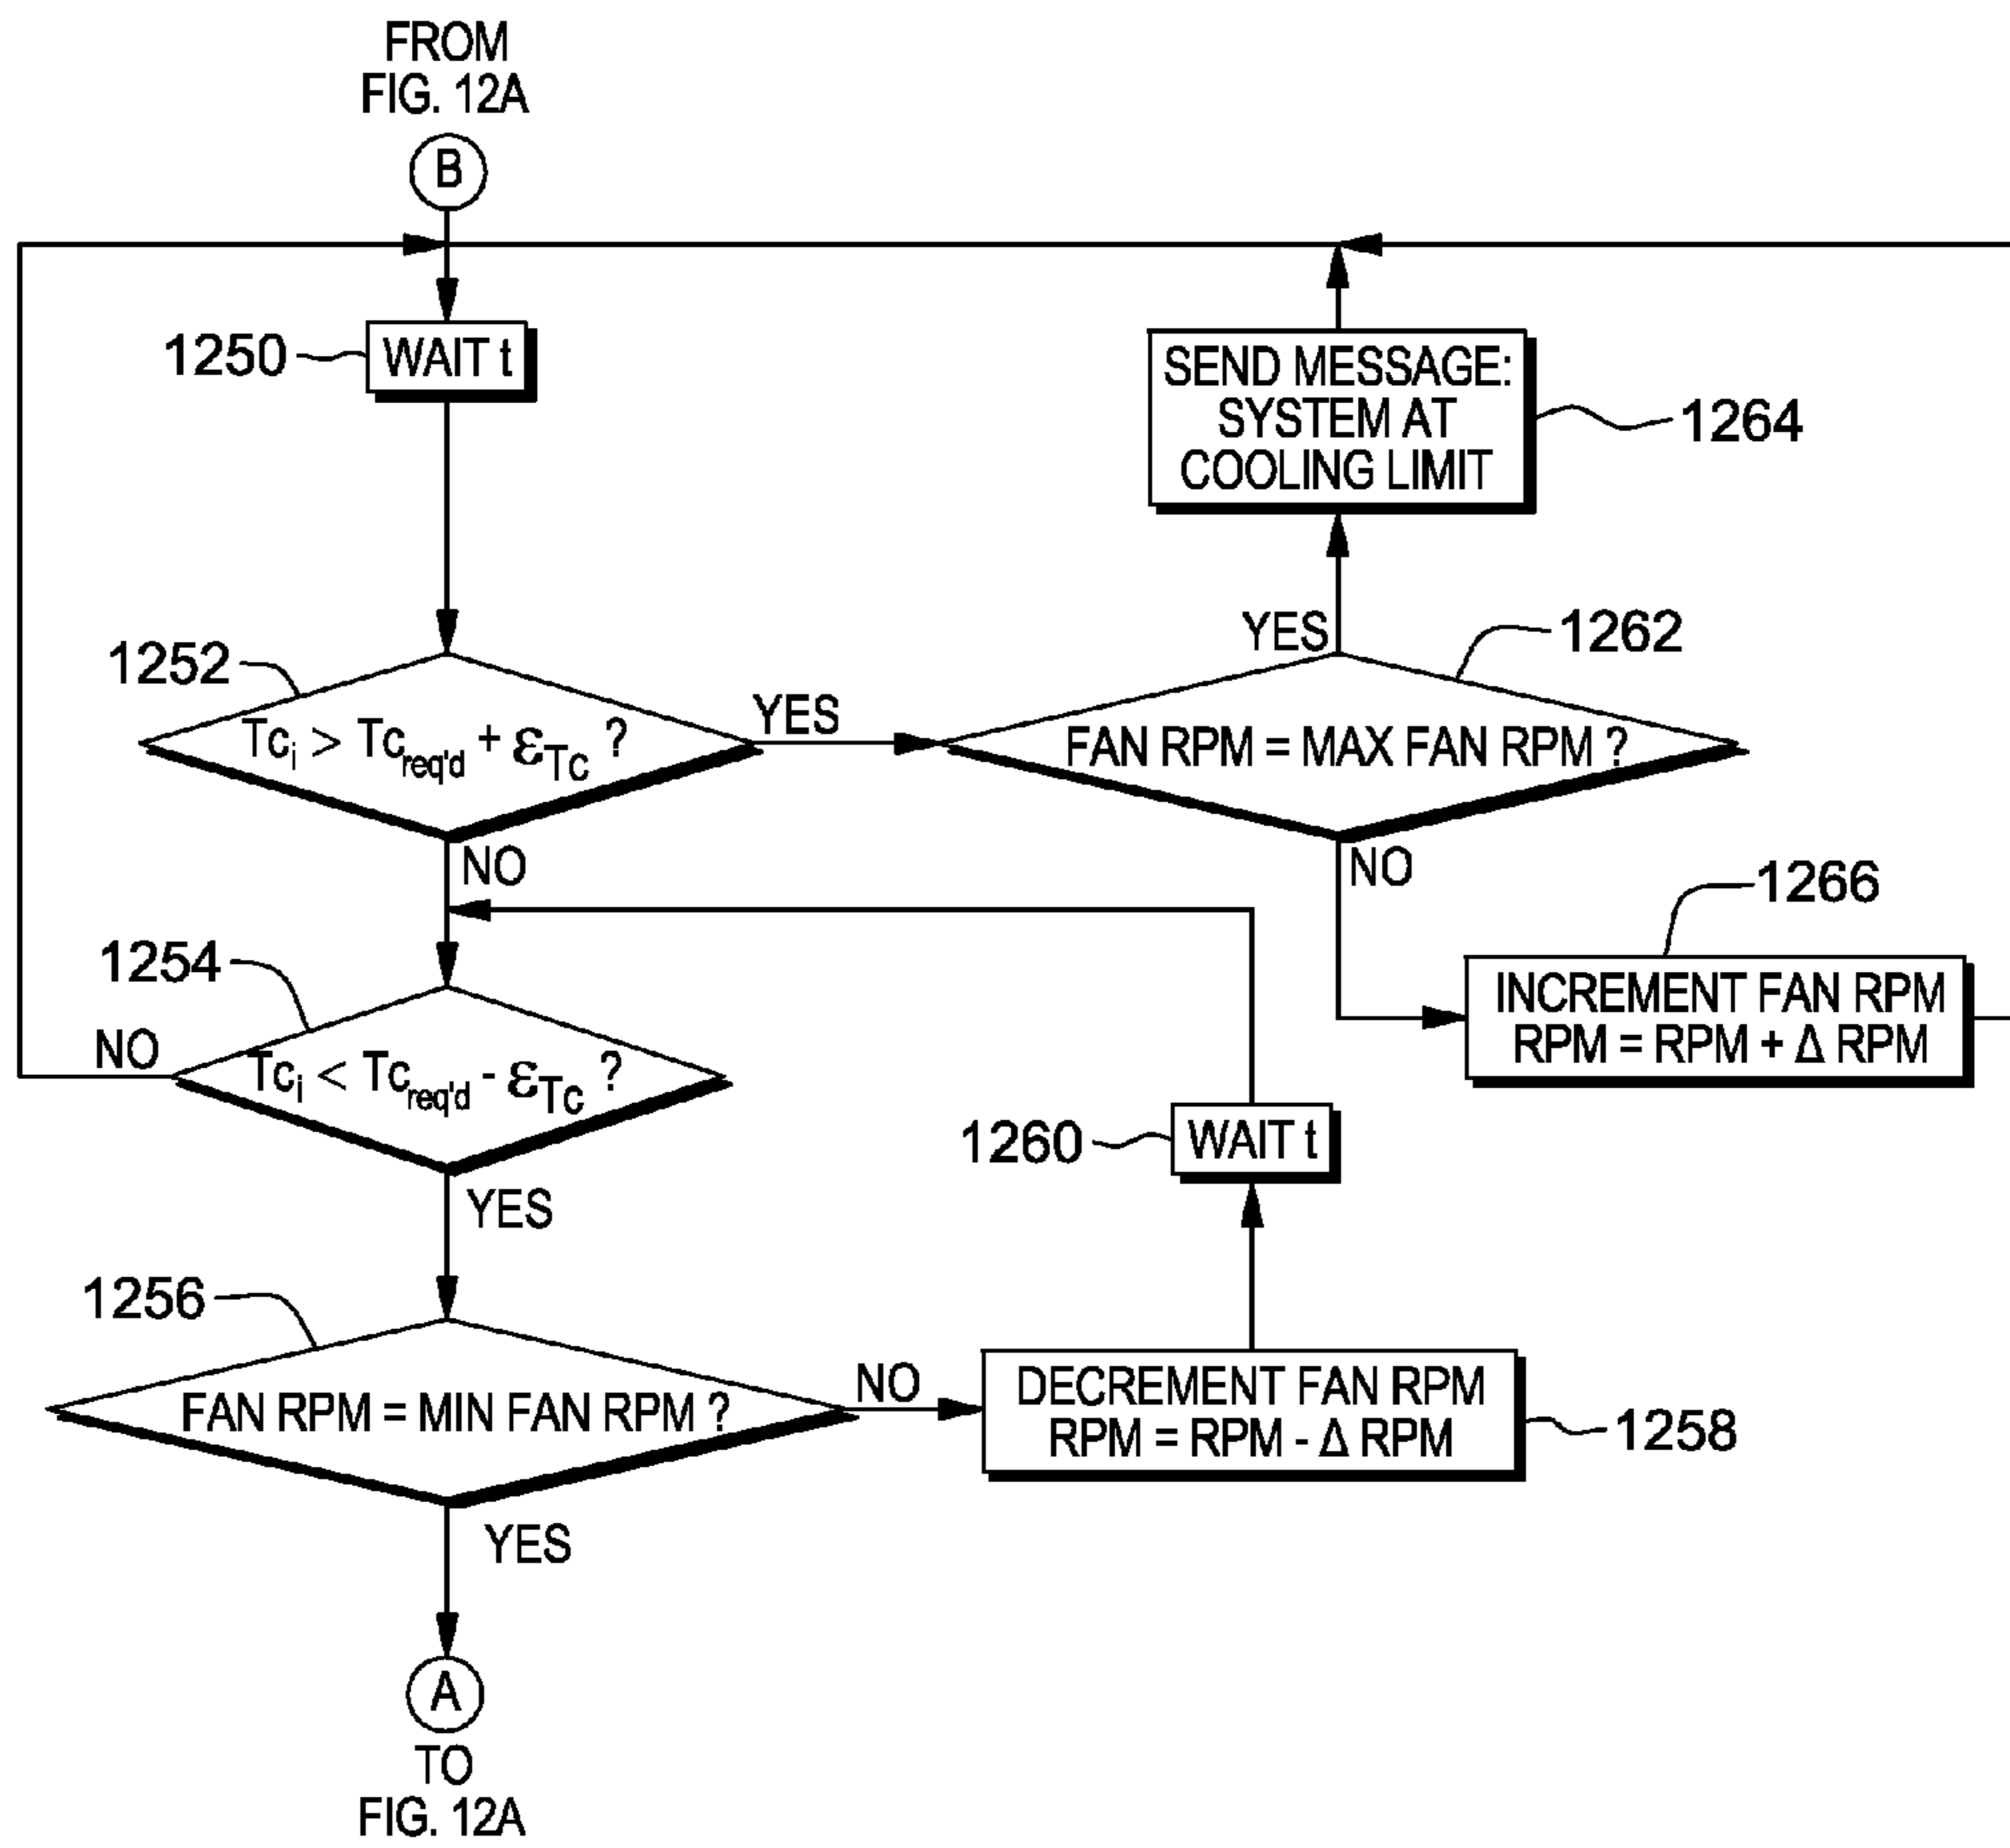 FROM
FIG. 12A
B
1250
WAIT t
SEND MESSAGE:
SYSTEM AT
COOLING LIMIT
1264
1252
Tci > Tcreq'd + εTc ?
YES
YES
1262
FAN RPM = MAX FAN RPM ?
NO
NO
1266
INCREMENT FAN RPM
RPM = RPM + Δ RPM
1254
NO
Tci < Tcreq'd - εTc ?
YES
1260
WAIT t
1256
FAN RPM = MIN FAN RPM ?
NO
DECREMENT FAN RPM
RPM = RPM - Δ RPM
1258
YES
A
TO
FIG. 12A